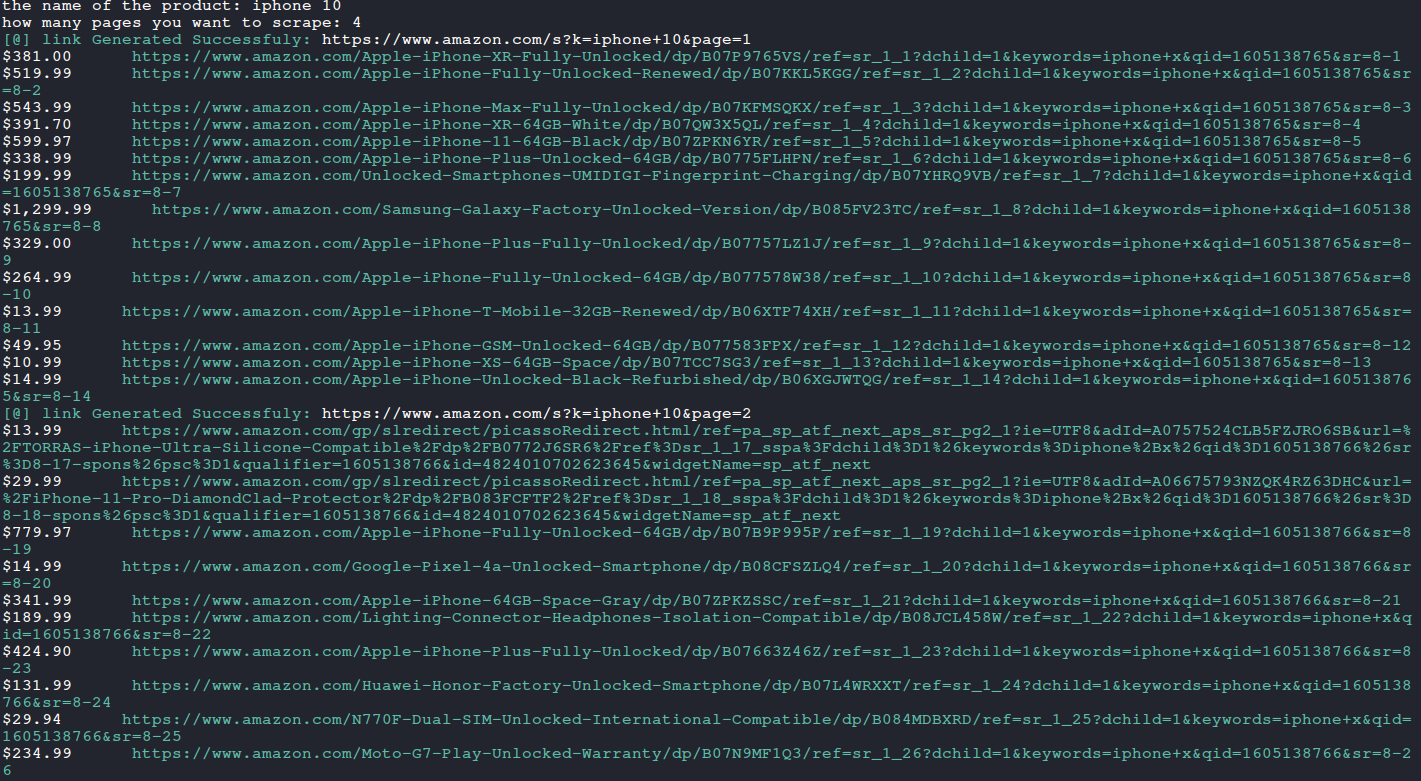 the name of the product: iphone 10
how many pages you want to scrape: 4
[@] link Generated Successfuly: https://www.amazon.com/s?k=iphone+10&page=1
$381.00 https://www.amazon.com/Apple-iPhone-XR-Fully-Unlocked/dp/B07P9765VS/ref=sr_1_1?dchild=1&keywords=iphone+x&qid=1605138765&sr=8-1
$519.99 https://www.amazon.com/Apple-iPhone-Fully-Unlocked-Renewed/dp/B07KKL5KGG/ref=sr_1_2?dchild=1&keywords=iphone+x&qid=1605138765&sr
=8-2
$543.99 https://www.amazon.com/Apple-iPhone-Max-Fully-Unlocked/dp/B07KFMSQKX/ref=sr_1_3?dchild=1&keywords=iphone+x&qid=1605138765&sr=8-3
$391.70 https://www.amazon.com/Apple-iPhone-XR-64GB-White/dp/B07QW3X5QL/ref=sr_1_4?dchild=1&keywords=iphone+x&qid=1605138765&sr=8-4
$599.97 https://www.amazon.com/Apple-iPhone-11-64GB-Black/dp/B07ZPKN6YR/ref=sr_1_5?dchild=1&keywords=iphone+x&qid=1605138765&sr=8-5
$338.99 https://www.amazon.com/Apple-iPhone-Plus-Unlocked-64GB/dp/B0775FLHPN/ref=sr_1_6?dchild=1&keywords=iphone+x&qid=1605138765&sr=8-6
$199.99 https://www.amazon.com/Unlocked-Smartphones-UMIDIGI-Fingerprint-Charging/dp/B07YHRQ9VB/ref=sr_1_7?dchild=1&keywords=iphone+x&qid
=1605138765&sr=8-7
$1,299.99 https://www.amazon.com/Samsung-Galaxy-Factory-Unlocked-Version/dp/B085FV23TC/ref=sr_1_8?dchild=1&keywords=iphone+x&qid=1605138
765&sr=8-8
$329.00 https://www.amazon.com/Apple-iPhone-Plus-Fully-Unlocked/dp/B07757LZ1J/ref=sr_1_9?dchild=1&keywords=iphone+x&qid=1605138765&sr=8-
9
$264.99 https://www.amazon.com/Apple-iPhone-Fully-Unlocked-64GB/dp/B077578W38/ref=sr_1_10?dchild=1&keywords=iphone+x&qid=1605138765&sr=8
-10
$13.99 https://www.amazon.com/Apple-iPhone-T-Mobile-32GB-Renewed/dp/B06XTP74XH/ref=sr_1_11?dchild=1&keywords=iphone+x&qid=1605138765&sr=
8-11
$49.95 https://www.amazon.com/Apple-iPhone-GSM-Unlocked-64GB/dp/B077583FPX/ref=sr_1_12?dchild=1&keywords=iphone+x&qid=1605138765&sr=8-12
$10.99 https://www.amazon.com/Apple-iPhone-XS-64GB-Space/dp/B07TCC7SG3/ref=sr_1_13?dchild=1&keywords=iphone+x&qid=1605138765&sr=8-13
$14.99 https://www.amazon.com/Apple-iPhone-Unlocked-Black-Refurbished/dp/B06XGJWTQG/ref=sr_1_14?dchild=1&keywords=iphone+x&qid=160513876
5&sr=8-14
[@] link Generated Successfuly: https://www.amazon.com/s?k=iphone+10&page=2
$13.99 https://www.amazon.com/gp/slredirect/picassoRedirect.html/ref=pa_sp_atf_next_aps_sr_pg2_1?ie=UTF8&adId=A0757524CLB5FZJRO6SB&url=%
2FTORRAS-iPhone-Ultra-Silicone-Compatible%2Fdp%2FB0772J6SR6%2Fref%3Dsr_1_17_sspa%3Fdchild%3D1%26keywords%3Diphone%2Bx%26qid%3D1605138766%26sr
%3D8-17-spons%26psc%3D1&qualifier=1605138766&id=4824010702623645&widgetName=sp_atf_next
$29.99 https://www.amazon.com/gp/slredirect/picassoRedirect.html/ref=pa_sp_atf_next_aps_sr_pg2_1?ie=UTF8&adId=A06675793NZQK4RZ63DHC&url=
%2FiPhone-11-Pro-DiamondClad-Protector%2Fdp%2FB083FCFTF2%2Fref%3Dsr_1_18_sspa%3Fdchild%3D1%26keywords%3Diphone%2Bx%26qid%3D1605138766%26sr%3D
8-18-spons%26psc%3D1&qualifier=1605138766&id=4824010702623645&widgetName=sp_atf_next
$779.97 https://www.amazon.com/Apple-iPhone-Fully-Unlocked-64GB/dp/B07B9P995P/ref=sr_1_19?dchild=1&keywords=iphone+x&qid=1605138766&sr=8
-19
$14.99 https://www.amazon.com/Google-Pixel-4a-Unlocked-Smartphone/dp/B08CFSZLQ4/ref=sr_1_20?dchild=1&keywords=iphone+x&qid=1605138766&sr
=8-20
$341.99 https://www.amazon.com/Apple-iPhone-64GB-Space-Gray/dp/B07ZPKZSSC/ref=sr_1_21?dchild=1&keywords=iphone+x&qid=1605138766&sr=8-21
$189.99 https://www.amazon.com/Lighting-Connector-Headphones-Isolation-Compatible/dp/B08JCL458W/ref=sr_1_22?dchild=1&keywords=iphone+x&q
id=1605138766&sr=8-22
$424.90 https://www.amazon.com/Apple-iPhone-Plus-Fully-Unlocked/dp/B07663Z46Z/ref=sr_1_23?dchild=1&keywords=iphone+x&qid=1605138766&sr=8
-23
$131.99 https://www.amazon.com/Huawei-Honor-Factory-Unlocked-Smartphone/dp/B07L4WRXXT/ref=sr_1_24?dchild=1&keywords=iphone+x&qid=1605138
766&sr=8-24
$29.94 https://www.amazon.com/N770F-Dual-SIM-Unlocked-International-Compatible/dp/B084MDBXRD/ref=sr_1_25?dchild=1&keywords=iphone+x&qid=
1605138766&sr=8-25
$234.99 https://www.amazon.com/Moto-G7-Play-Unlocked-Warranty/dp/B07N9MF1Q3/ref=sr_1_26?dchild=1&keywords=iphone+x&qid=1605138766&sr=8-2
6